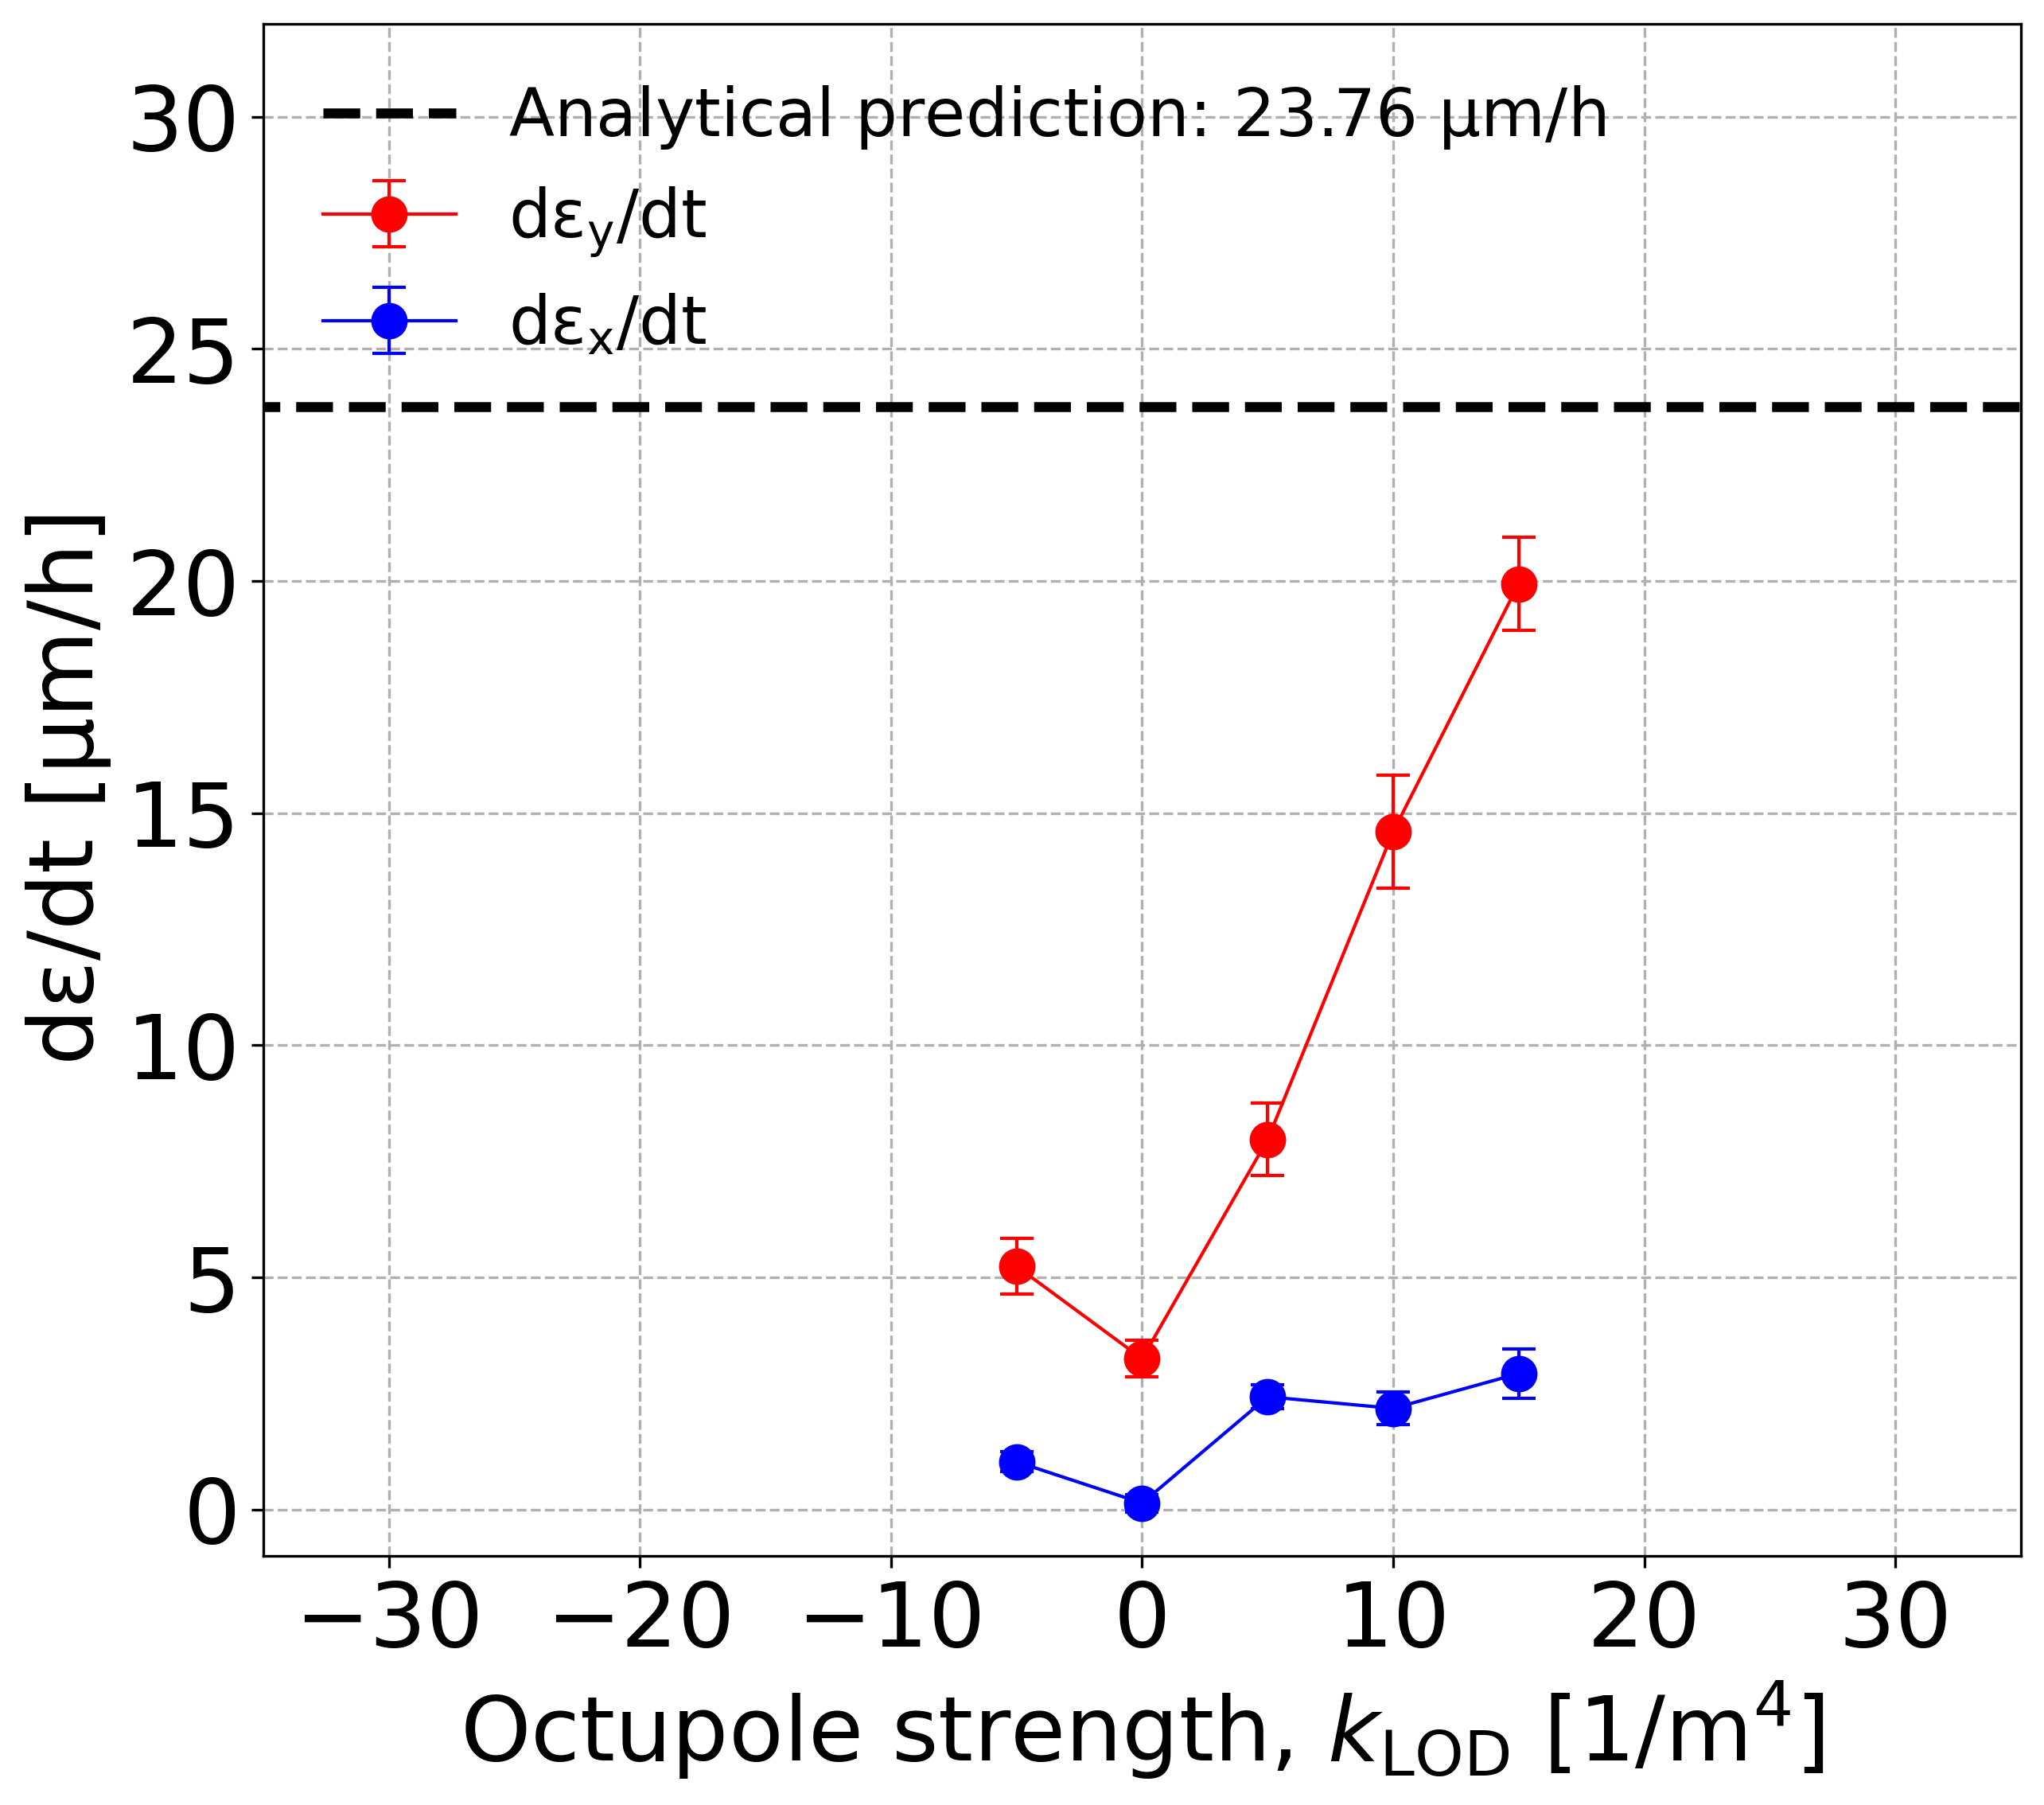 Analytical prediction: 23.76 µm/h
dεy/dt
dεx/dt
dε/dt [µm/h]
30
25
20
15
10
5
0
−30 −20 −10 0 10 20 30
Octupole strength, kLOD [1/m⁴]